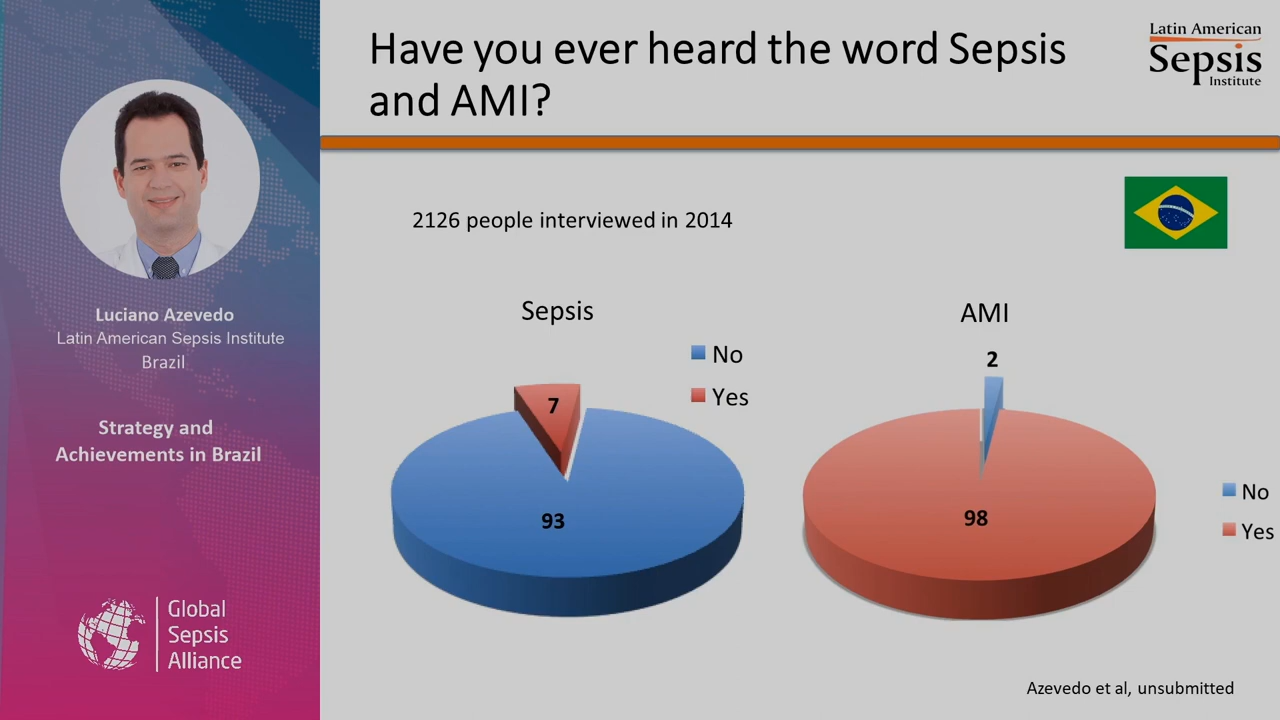 Have you ever heard the word Sepsis
and AMI?
Latin American
Sepsis
Institute
Luciano Azevedo
Latin American Sepsis Institute
Brazil
Strategy and
Achievements in Brazil
Global
Sepsis
Alliance
2126 people interviewed in 2014
Sepsis
No
Yes
7
93
AMI
2
98
No
Yes
Azevedo et al, unsubmitted